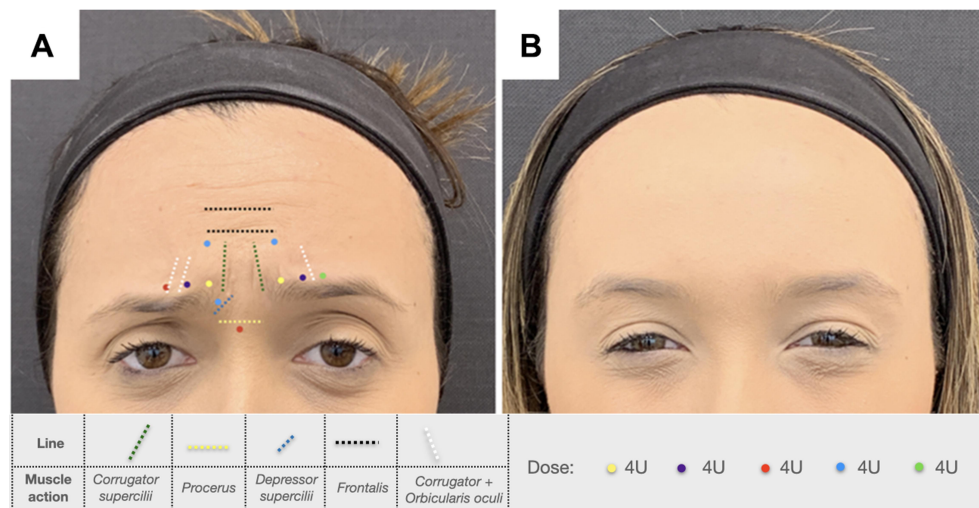 A
B
Line
Muscle action
Corrugator supercilii
Procerus
Depressor supercilii
Frontalis
Corrugator + Orbicularis oculi
Dose: 4U 4U 4U 4U 4U